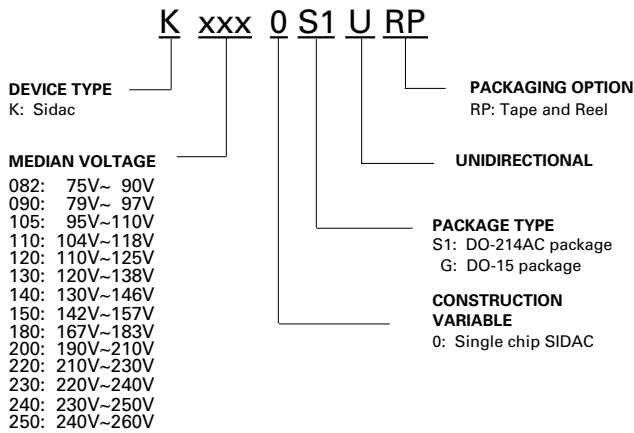 K xxx 0 S1 U RP
DEVICE TYPE
K: Sidac
PACKAGING OPTION
RP: Tape and Reel
MEDIAN VOLTAGE
082: 75V~ 90V
090: 79V~ 97V
105: 95V~110V
110: 104V~118V
120: 110V~125V
130: 120V~138V
140: 130V~146V
150: 142V~157V
180: 167V~183V
200: 190V~210V
220: 210V~230V
230: 220V~240V
240: 230V~250V
250: 240V~260V
UNIDIRECTIONAL
PACKAGE TYPE
S1: DO-214AC package
G: DO-15 package
CONSTRUCTION
VARIABLE
0: Single chip SIDAC